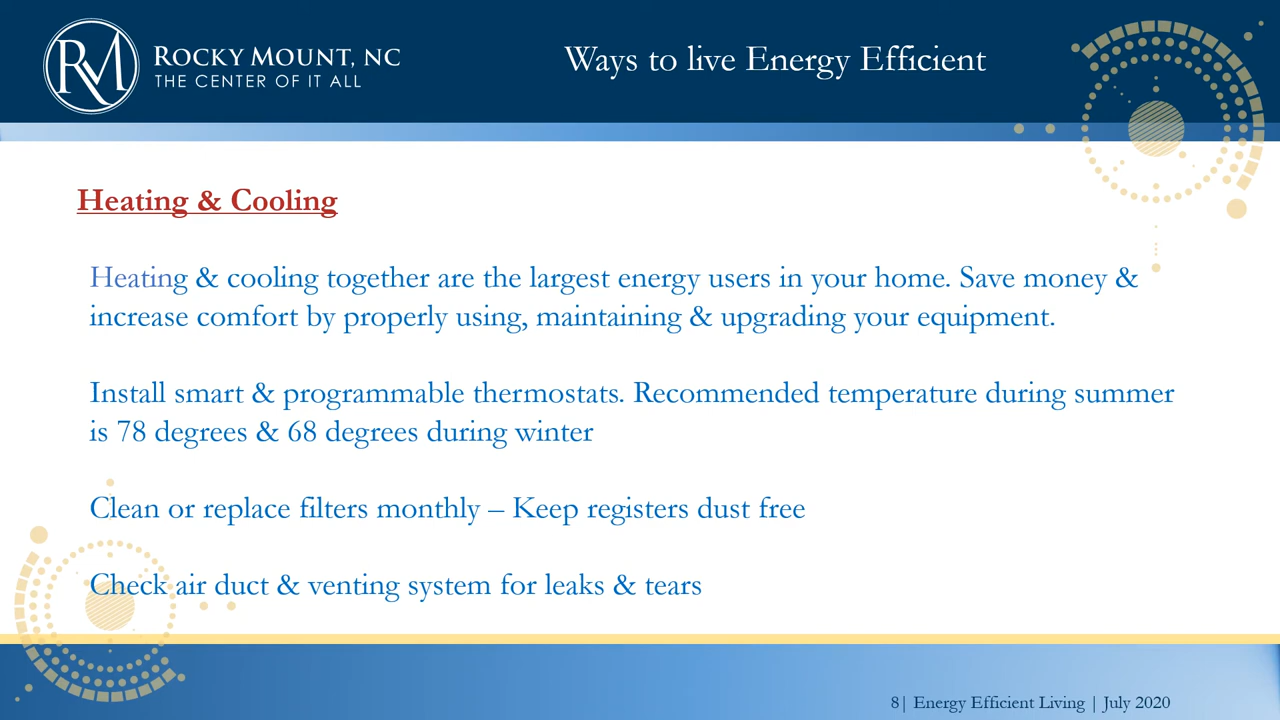 RM
ROCKY MOUNT, NC
THE CENTER OF IT ALL
Ways to live Energy Efficient
Heating & Cooling
Heating & cooling together are the largest energy users in your home. Save money &
increase comfort by properly using, maintaining & upgrading your equipment.
Install smart & programmable thermostats. Recommended temperature during summer
is 78 degrees & 68 degrees during winter
Clean or replace filters monthly – Keep registers dust free
Check air duct & venting system for leaks & tears
8| Energy Efficient Living | July 2020